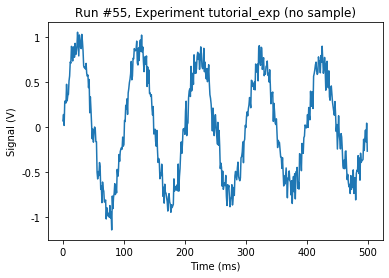 Run #55, Experiment tutorial_exp (no sample)
Signal (V)
1
0.5
0
-0.5
-1
0 100 200 300 400 500
Time (ms)